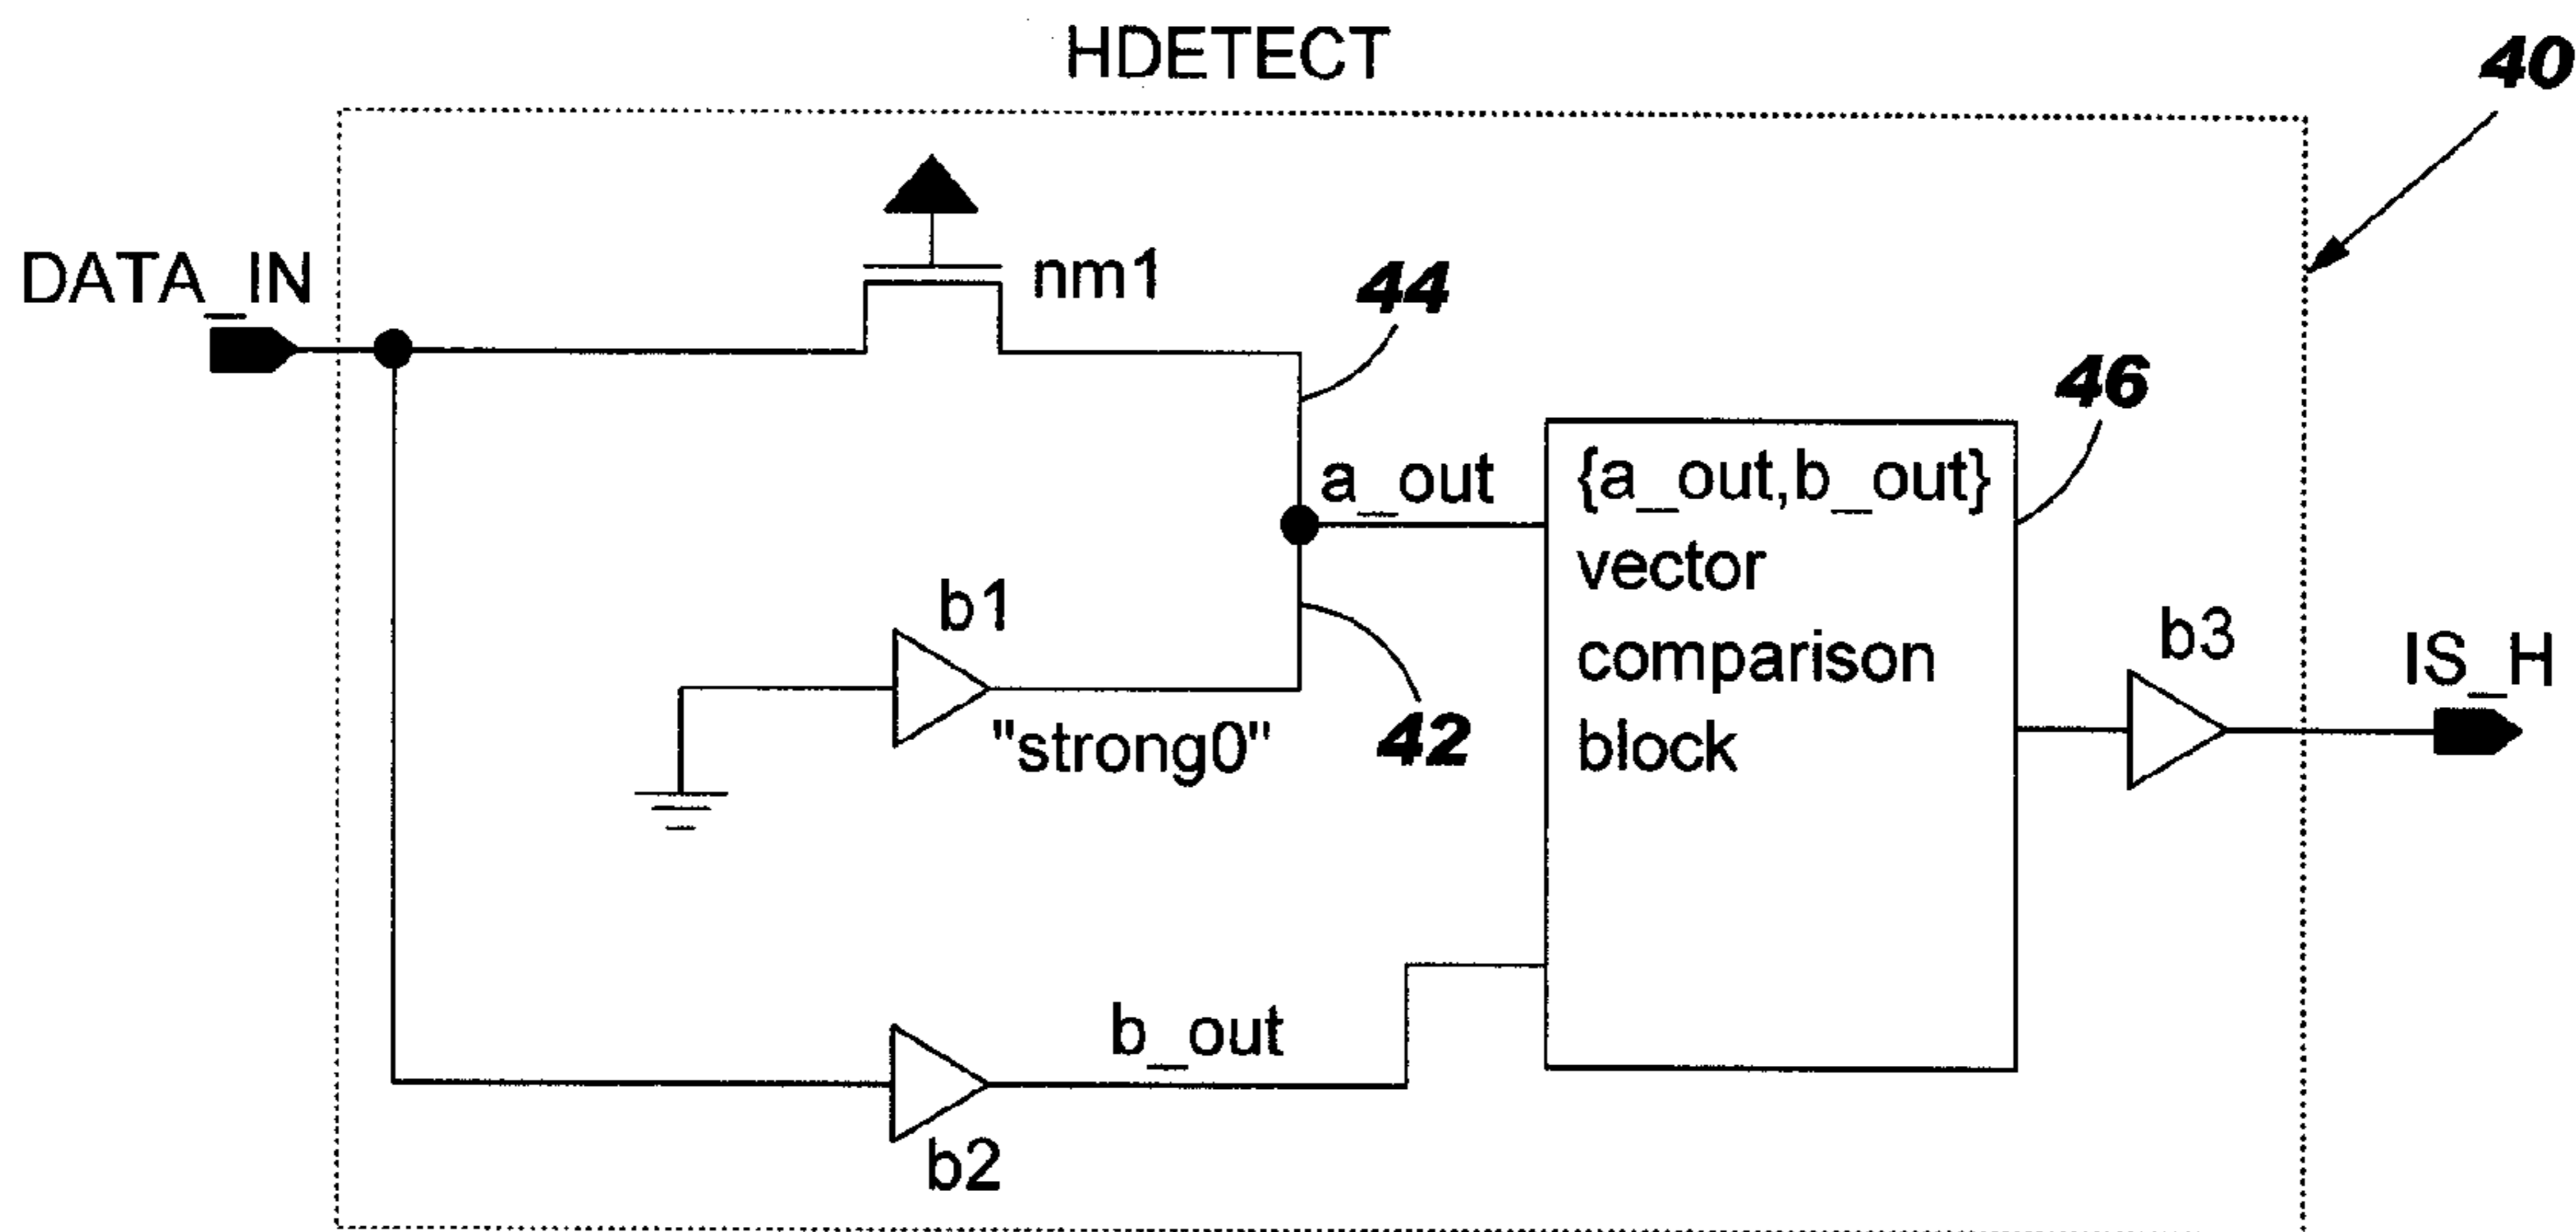 HDETECT
40
DATA_IN
nm1
44
46
a_out
{a_out,b_out}
vector
comparison
block
b1
"strong0"
42
b3
IS_H
b_out
b2